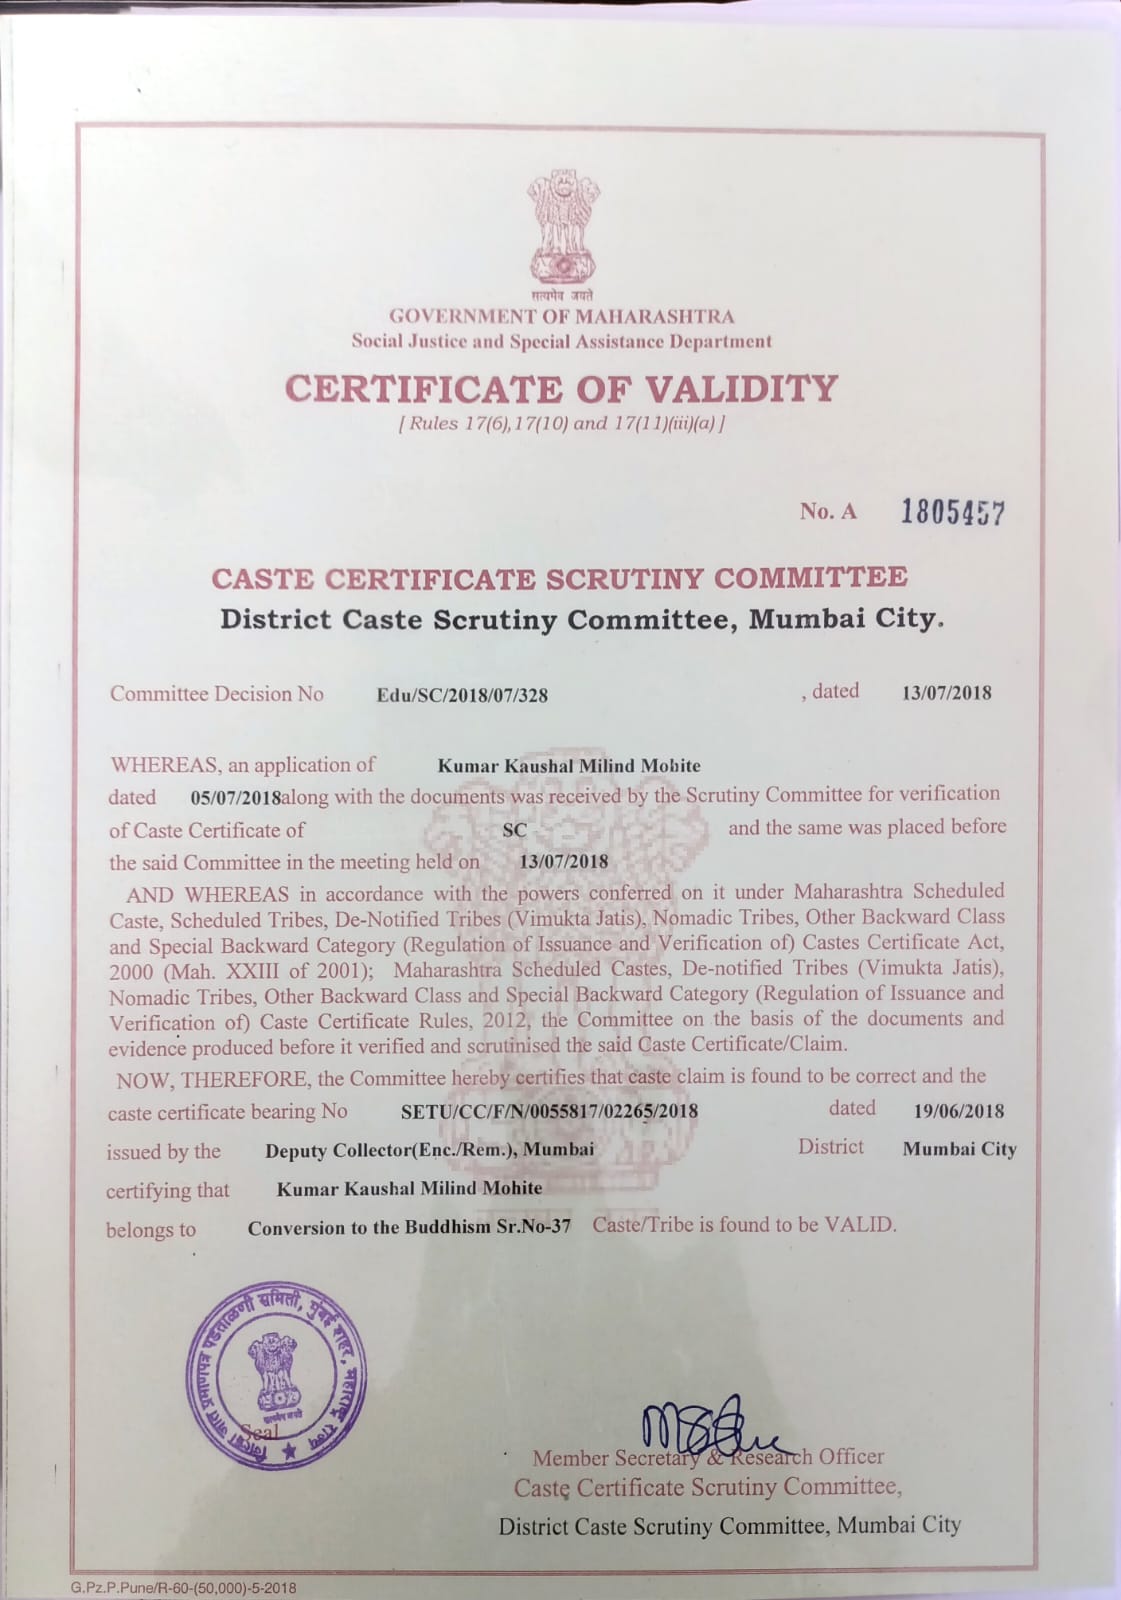 सत्यमेव जयते
GOVERNMENT OF MAHARASHTRA
Social Justice and Special Assistance Department
CERTIFICATE OF VALIDITY
[ Rules 17(6),17(10) and 17(11)(iii)(a) ]
No. A 1805457
CASTE CERTIFICATE SCRUTINY COMMITTEE
District Caste Scrutiny Committee, Mumbai City.
Committee Decision No Edu/SC/2018/07/328 , dated 13/07/2018
WHEREAS, an application of Kumar Kaushal Milind Mohite
dated 05/07/2018along with the documents was received by the Scrutiny Committee for verification
of Caste Certificate of SC and the same was placed before
the said Committee in the meeting held on 13/07/2018
AND WHEREAS in accordance with the powers conferred on it under Maharashtra Scheduled
Caste, Scheduled Tribes, De-Notified Tribes (Vimukta Jatis), Nomadic Tribes, Other Backward Class
and Special Backward Category (Regulation of Issuance and Verification of) Castes Certificate Act,
2000 (Mah. XXIII of 2001); Maharashtra Scheduled Castes, De-notified Tribes (Vimukta Jatis),
Nomadic Tribes, Other Backward Class and Special Backward Category (Regulation of Issuance and
Verification of) Caste Certificate Rules, 2012, the Committee on the basis of the documents and
evidence produced before it verified and scrutinised the said Caste Certificate/Claim.
NOW, THEREFORE, the Committee hereby certifies that caste claim is found to be correct and the
caste certificate bearing No SETU/CC/F/N/0055817/02265/2018 dated 19/06/2018
issued by the Deputy Collector(Enc./Rem.), Mumbai District Mumbai City
certifying that Kumar Kaushal Milind Mohite
belongs to Conversion to the Buddhism Sr.No-37 Caste/Tribe is found to be VALID.
जिल्हा जात प्रमाणपत्र पडताळणी समिती, मुंबई शहर, महाराष्ट्र राज्य
सत्यमेव जयते
Seal
Member Secretary & Research Officer
Caste Certificate Scrutiny Committee,
District Caste Scrutiny Committee, Mumbai City
G.Pz.P.Pune/R-60-(50,000)-5-2018